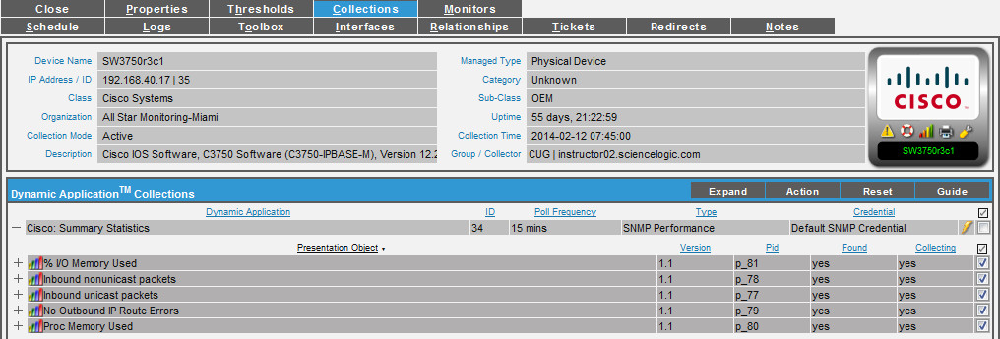 Close Properties Thresholds Collections Monitors
Schedule Logs Toolbox Interfaces Relationships Tickets Redirects Notes
Device Name SW3750r3c1 Managed Type Physical Device
IP Address / ID 192.168.40.17 | 35 Category Unknown
Class Cisco Systems Sub-Class OEM
Organization All Star Monitoring-Miami Uptime 55 days, 21:22:59
Collection Mode Active Collection Time 2014-02-12 07:45:00
Description Cisco IOS Software, C3750 Software (C3750-IPBASE-M), Version 12.2 Group / Collector CUG | instructor02.sciencelogic.com
CISCO
SW3750r3c1
Dynamic Application™ Collections Expand Action Reset Guide
Dynamic Application ID Poll Frequency Type Credential
Cisco: Summary Statistics 34 15 mins SNMP Performance Default SNMP Credential
Presentation Object Version Pid Found Collecting
% I/O Memory Used 1.1 p_81 yes yes
Inbound nonunicast packets 1.1 p_78 yes yes
Inbound unicast packets 1.1 p_77 yes yes
No Outbound IP Route Errors 1.1 p_79 yes yes
Proc Memory Used 1.1 p_80 yes yes